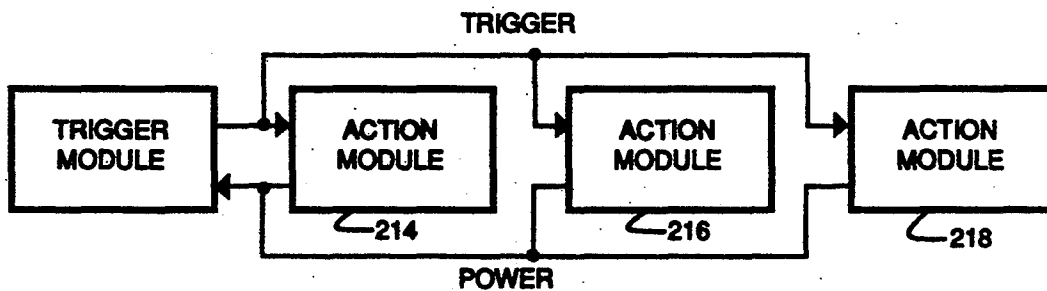 TRIGGER
TRIGGER
MODULE
ACTION
MODULE
ACTION
MODULE
ACTION
MODULE
214
216
218
POWER